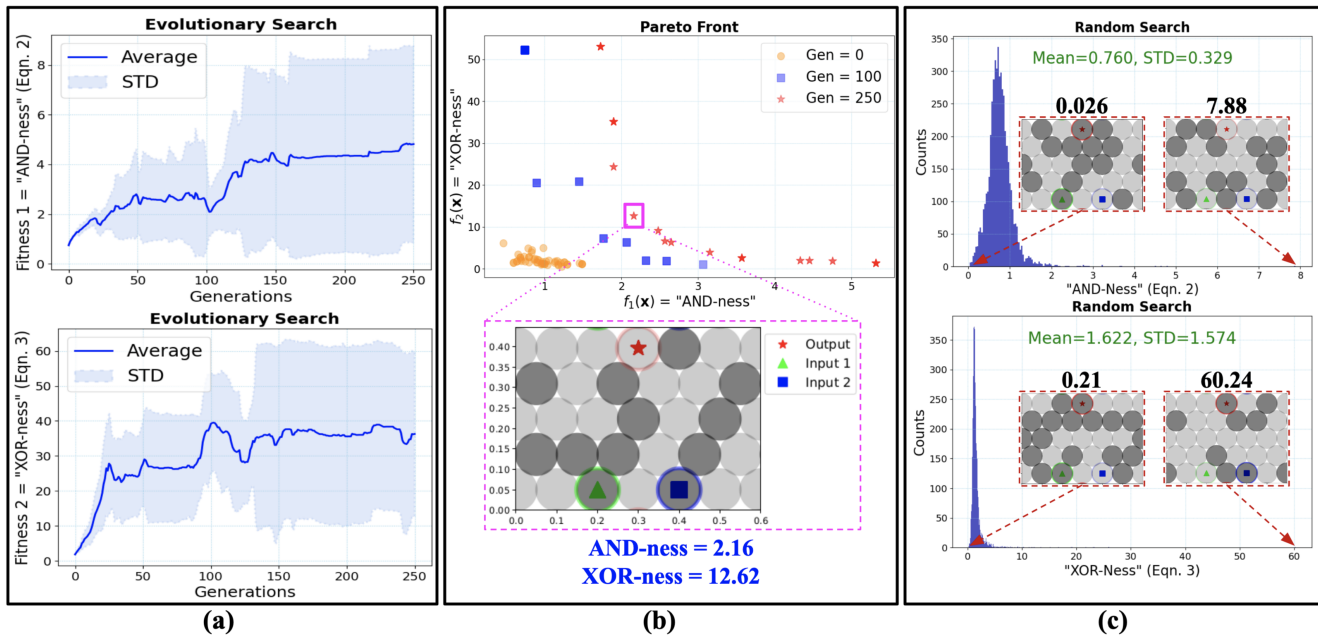 Evolutionary Search
Fitness 1 = "AND-ness" (Eqn. 2)
8
6
4
2
0
Average
STD
0 50 100 150 200 250
Generations
Evolutionary Search
Fitness 2 = "XOR-ness" (Eqn. 3)
60
50
40
30
20
10
0
Average
STD
0 50 100 150 200 250
Generations
(a)
Pareto Front
f₂(x) = "XOR-ness"
50
40
30
20
10
0
Gen = 0
Gen = 100
Gen = 250
1 2 3 4 5
f₁(x) = "AND-ness"
0.40
0.35
0.30
0.25
0.20
0.15
0.10
0.05
0.00
0.0 0.1 0.2 0.3 0.4 0.5 0.6
Output
Input 1
Input 2
AND-ness = 2.16
XOR-ness = 12.62
(b)
Random Search
Counts
350
300
250
200
150
100
50
0
Mean=0.760, STD=0.329
0.026 7.88
0 1 2 3 4 5 6 7 8
"AND-Ness" (Eqn. 2)
Random Search
Counts
350
300
250
200
150
100
50
0
Mean=1.622, STD=1.574
0.21 60.24
0 10 20 30 40 50 60
"XOR-Ness" (Eqn. 3)
(c)